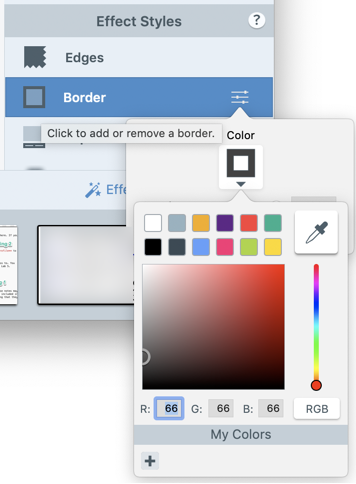 Effect Styles
?
Edges
Border
Click to add or remove a border.
Color
Effe
R: 66 G: 66 B: 66 RGB
My Colors
+